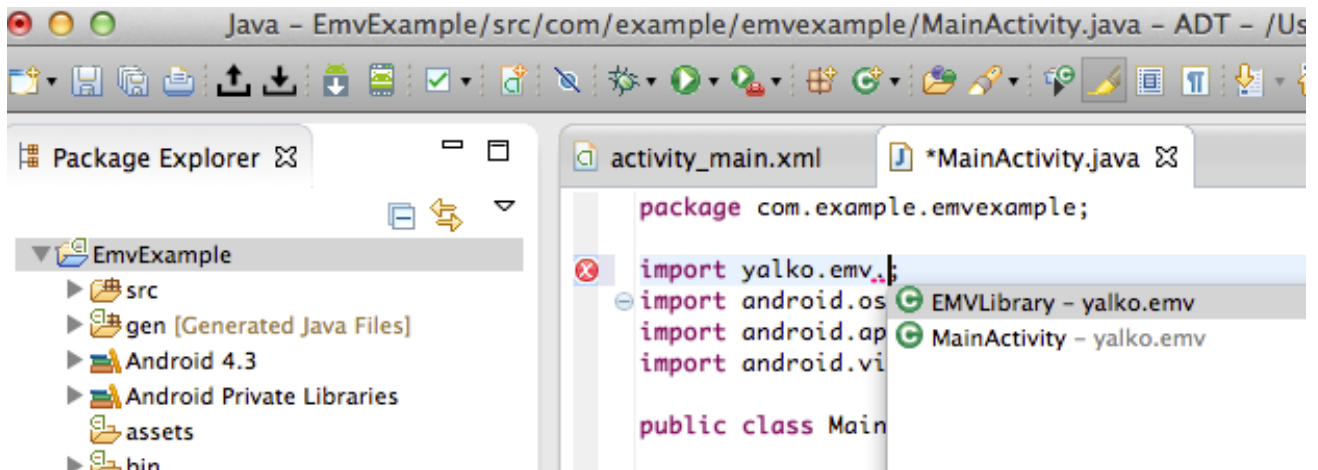 Java – EmvExample/src/com/example/emvexample/MainActivity.java – ADT – /Us
Package Explorer
activity_main.xml
*MainActivity.java
EmvExample
src
gen [Generated Java Files]
Android 4.3
Android Private Libraries
assets
bin
package com.example.emvexample;
import yalko.emv.;
import android.os
import android.ap
import android.vi
public class Main
EMVLibrary – yalko.emv
MainActivity – yalko.emv